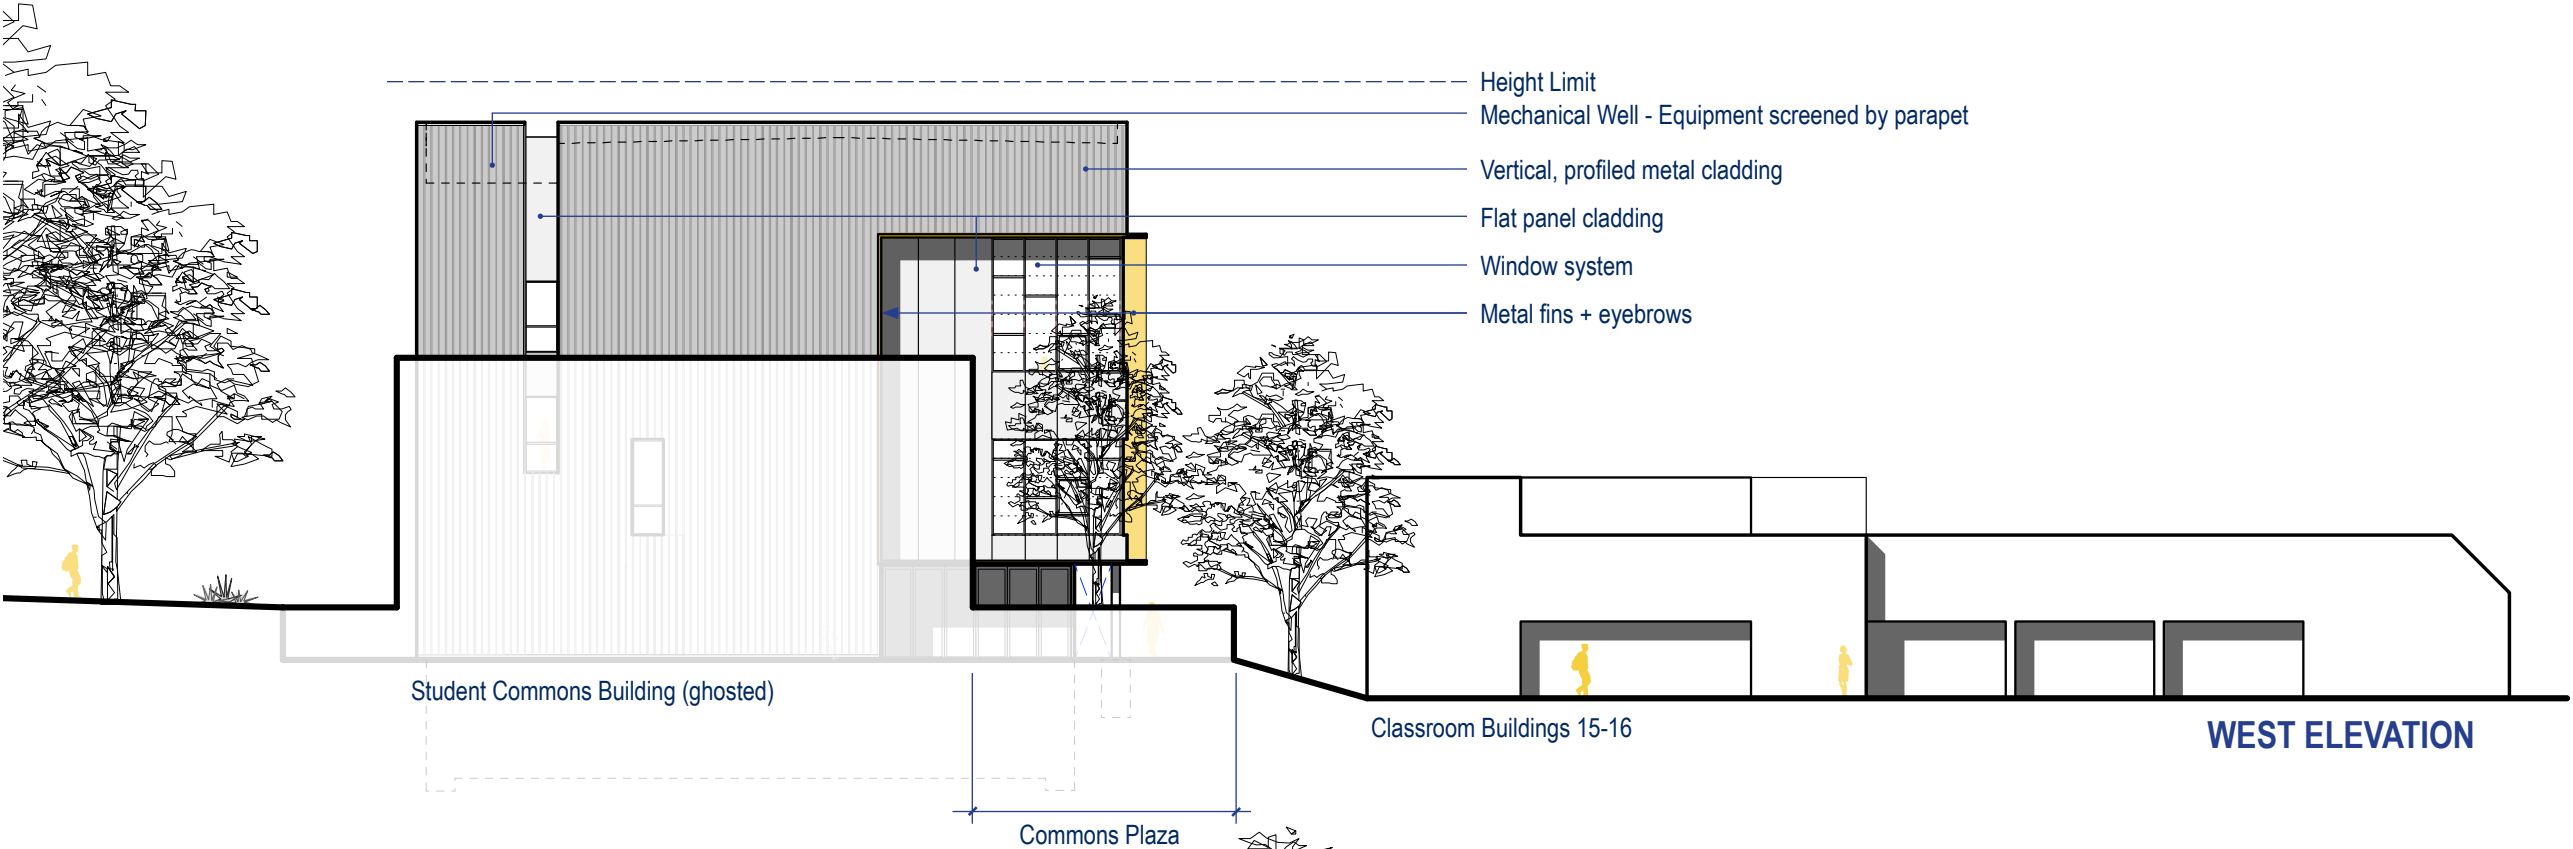 Height Limit
Mechanical Well - Equipment screened by parapet
Vertical, profiled metal cladding
Flat panel cladding
Window system
Metal fins + eyebrows
Student Commons Building (ghosted)
Classroom Buildings 15-16
WEST ELEVATION
Commons Plaza